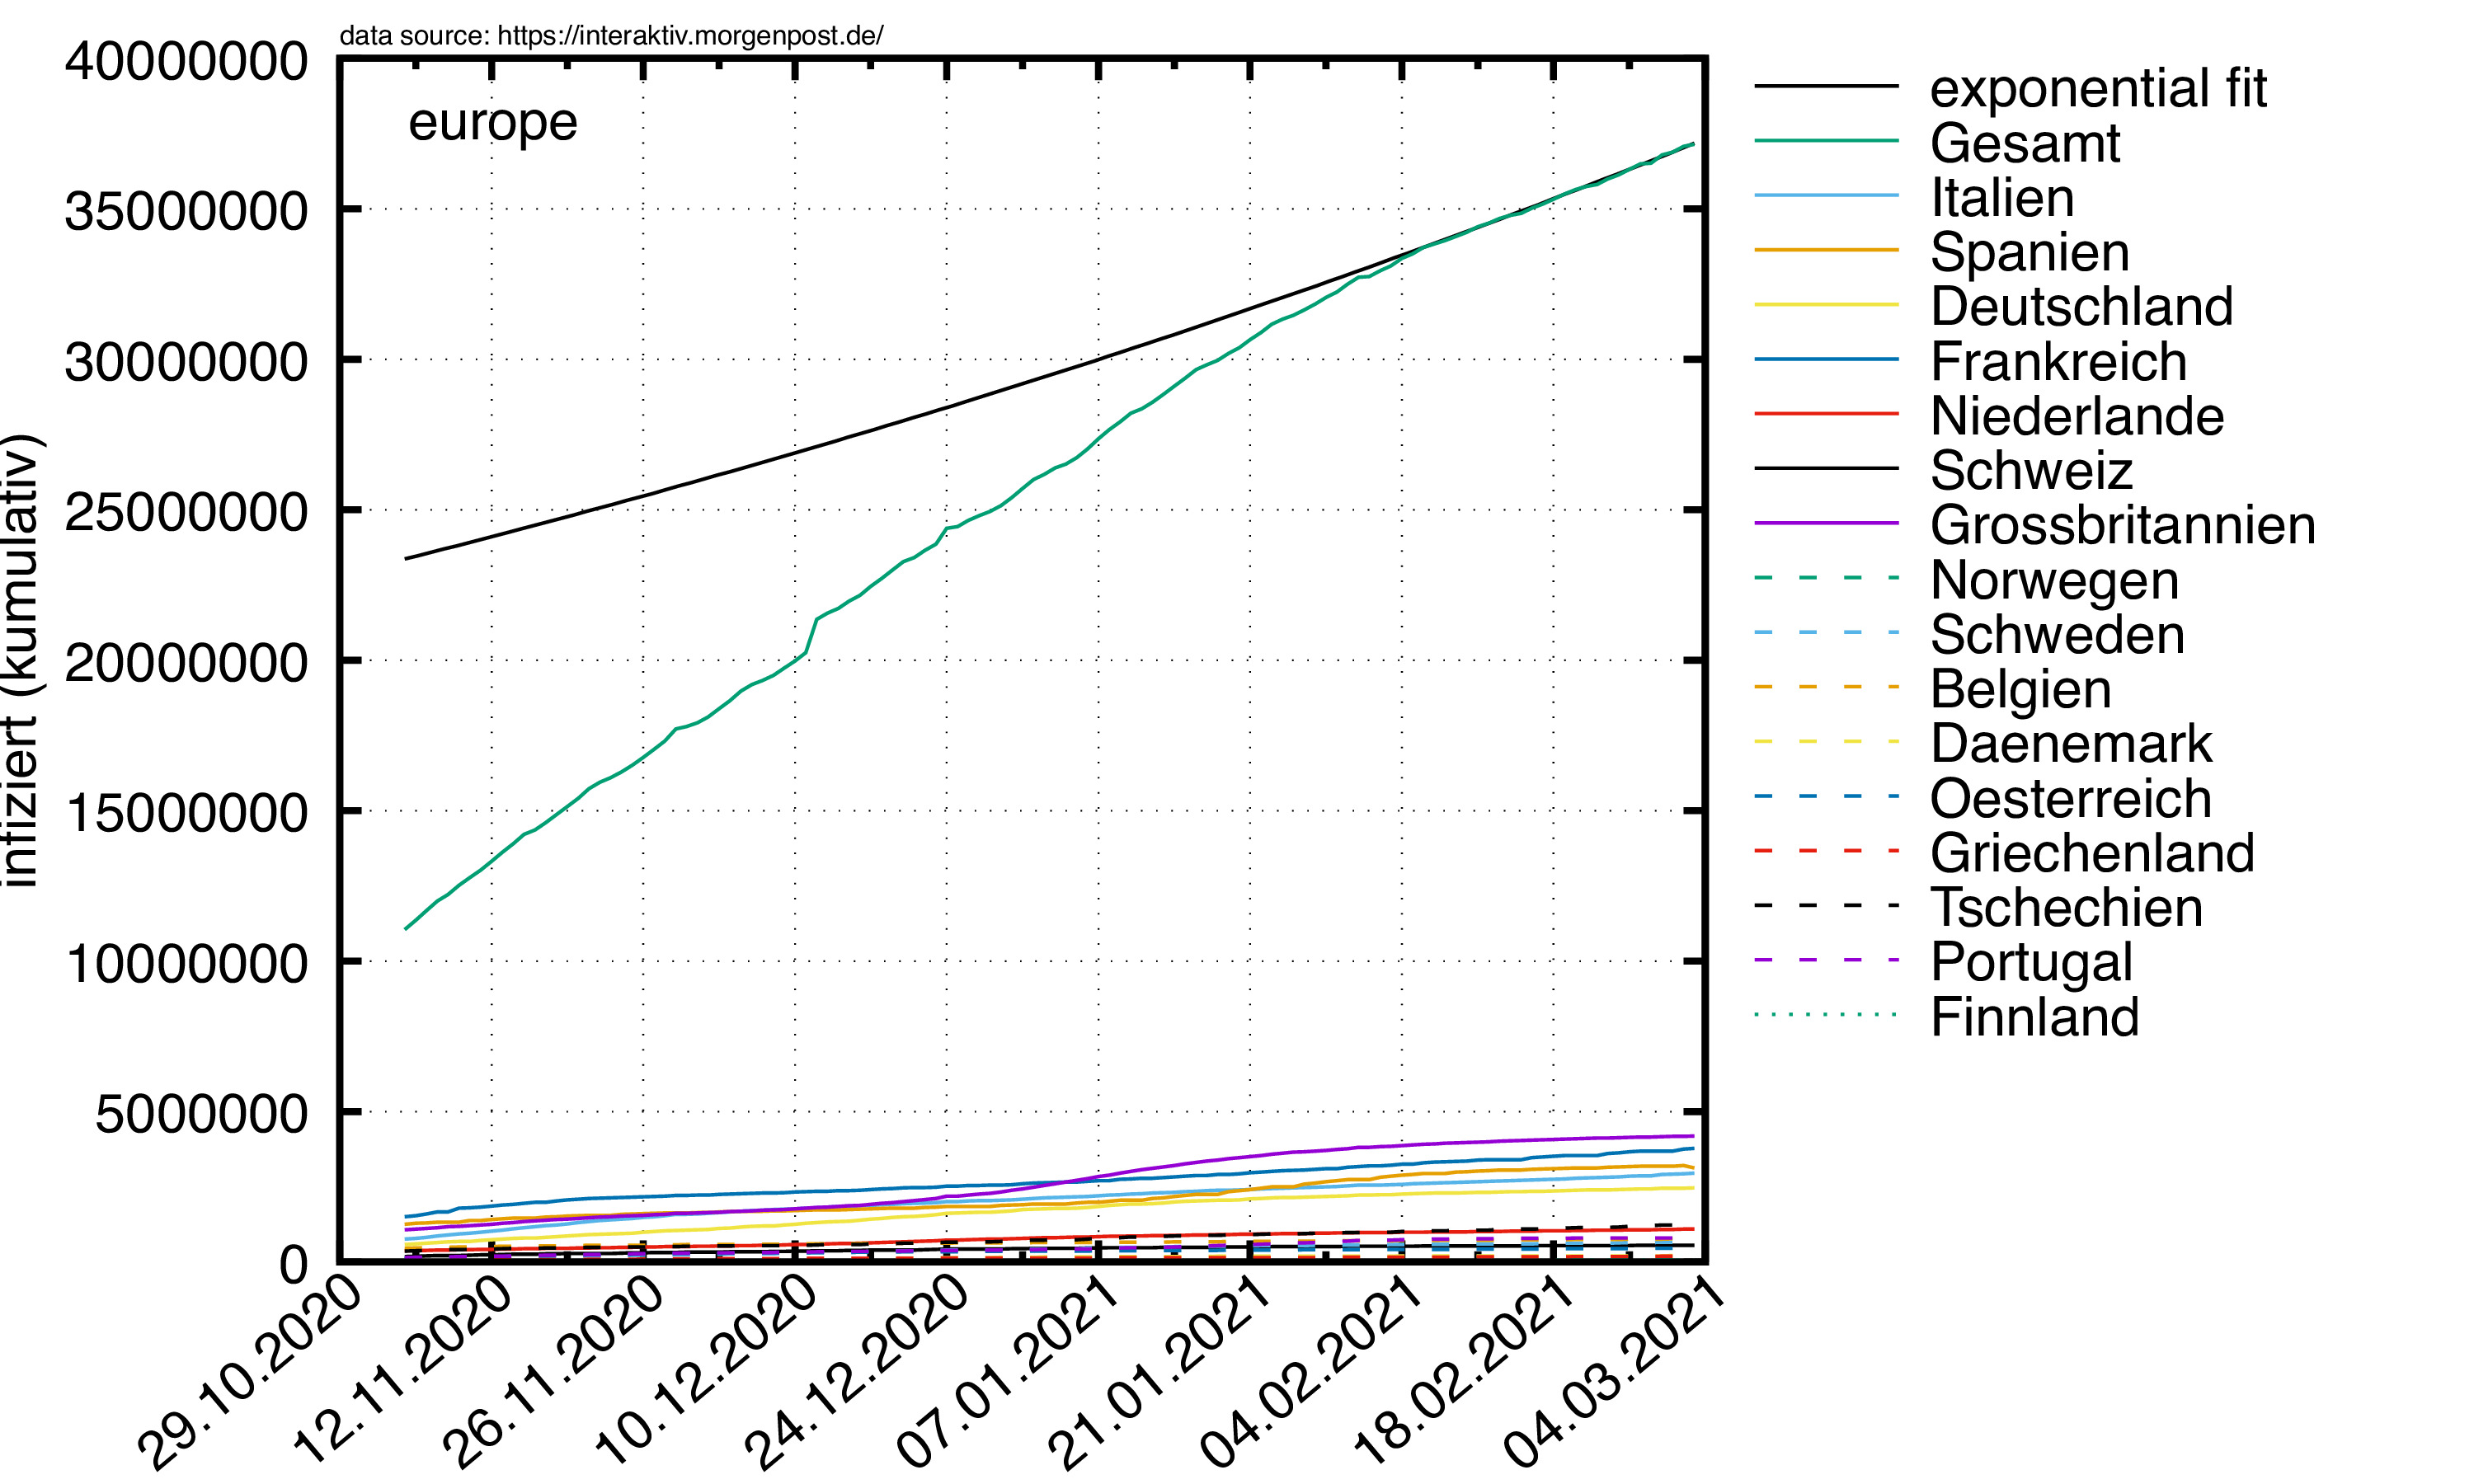 data source: https://interaktiv.morgenpost.de/
europe
infiziert (kumulativ)
40000000
35000000
30000000
25000000
20000000
15000000
10000000
5000000
0
29.10.2020
12.11.2020
26.11.2020
10.12.2020
24.12.2020
07.01.2021
21.01.2021
04.02.2021
18.02.2021
04.03.2021
exponential fit
Gesamt
Italien
Spanien
Deutschland
Frankreich
Niederlande
Schweiz
Grossbritannien
Norwegen
Schweden
Belgien
Daenemark
Oesterreich
Griechenland
Tschechien
Portugal
Finnland